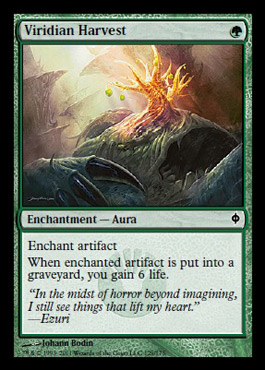 Viridian Harvest
Enchantment — Aura
Enchant artifact
When enchanted artifact is put into a
graveyard, you gain 6 life.
“In the midst of horror beyond imagining,
I still see things that lift my heart.”
—Ezuri
Johann Bodin